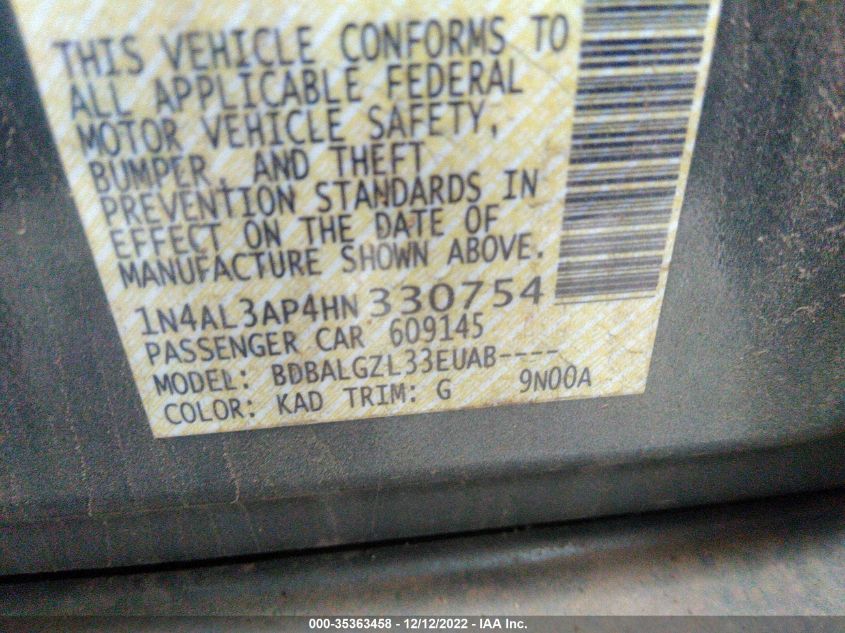 THIS VEHICLE CONFORMS TO
ALL APPLICABLE FEDERAL
MOTOR VEHICLE SAFETY,
BUMPER, AND THEFT
PREVENTION STANDARDS IN
EFFECT ON THE DATE OF
MANUFACTURE SHOWN ABOVE.
1N4AL3AP4HN330754
PASSENGER CAR 609145
MODEL: BDBALGZL33EUAB----
COLOR: KAD TRIM: G 9N00A
000-35363458 - 12/12/2022 - IAA Inc.